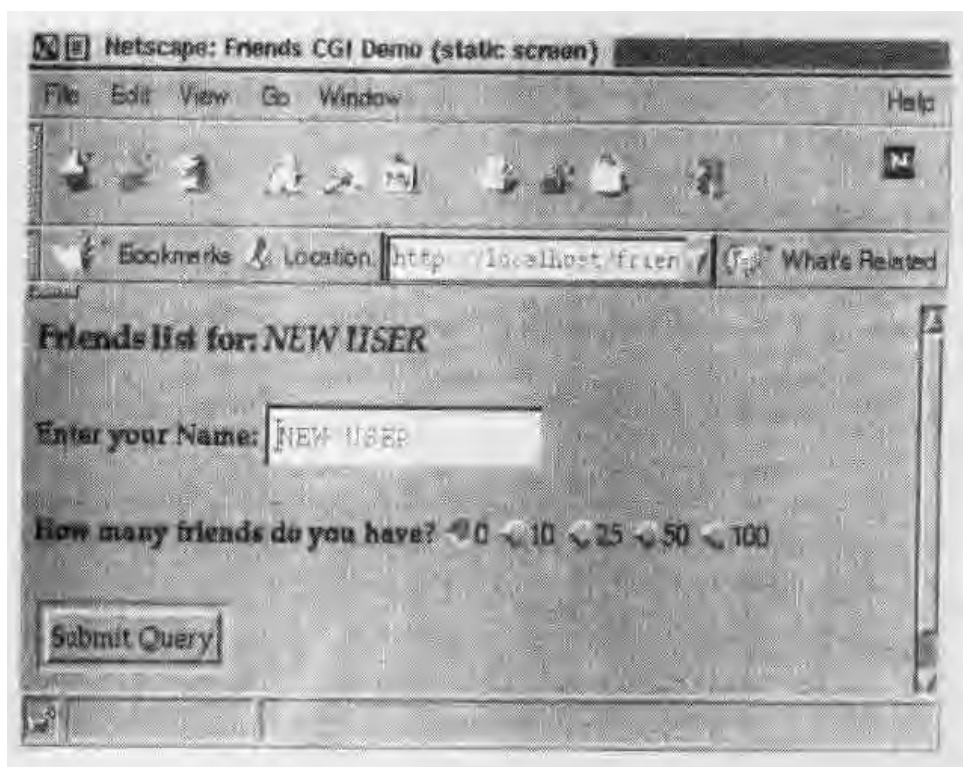 Netscape: Friends CGI Demo (static screen)
File Edit View Go Window Help
N
Bookmarks Location: http://localhost/frien What's Related
Friends list for: NEW USER
Enter your Name: NEW USER
How many friends do you have? 0 10 25 50 100
Submit Query